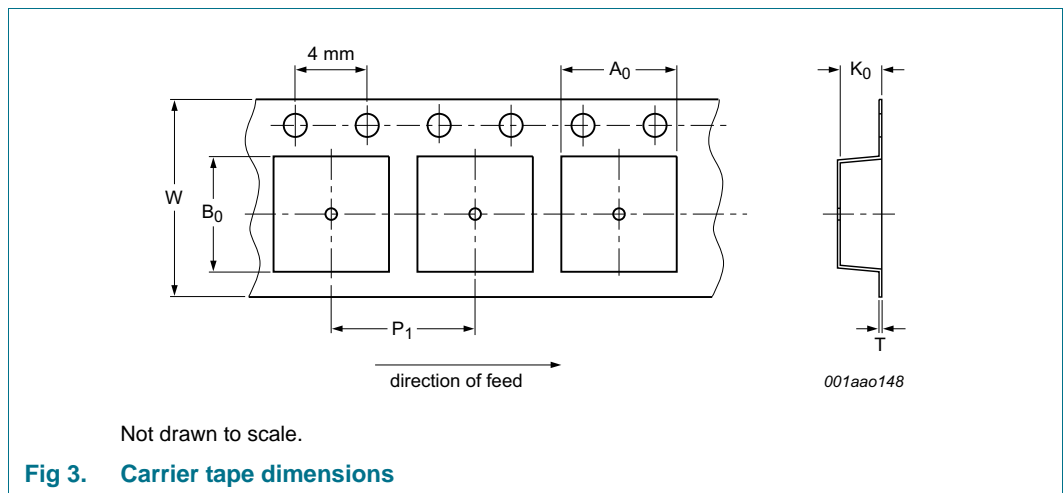 4 mm
A0
K0
W
B0
P1
T
direction of feed
001aao148
Not drawn to scale.
Fig 3. Carrier tape dimensions